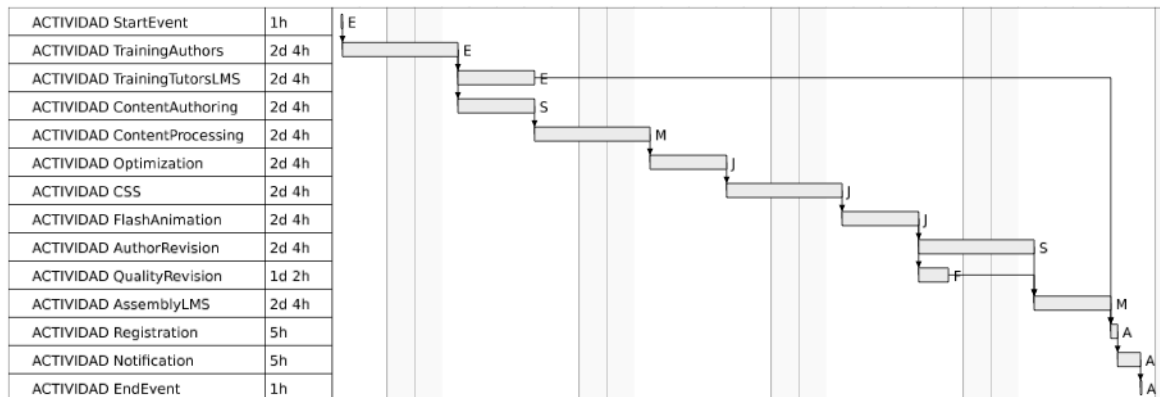 ACTIVIDAD StartEvent 1h E
ACTIVIDAD TrainingAuthors 2d 4h E
ACTIVIDAD TrainingTutorsLMS 2d 4h E
ACTIVIDAD ContentAuthoring 2d 4h S
ACTIVIDAD ContentProcessing 2d 4h M
ACTIVIDAD Optimization 2d 4h J
ACTIVIDAD CSS 2d 4h J
ACTIVIDAD FlashAnimation 2d 4h J
ACTIVIDAD AuthorRevision 2d 4h S
ACTIVIDAD QualityRevision 1d 2h F
ACTIVIDAD AssemblyLMS 2d 4h M
ACTIVIDAD Registration 5h A
ACTIVIDAD Notification 5h A
ACTIVIDAD EndEvent 1h A